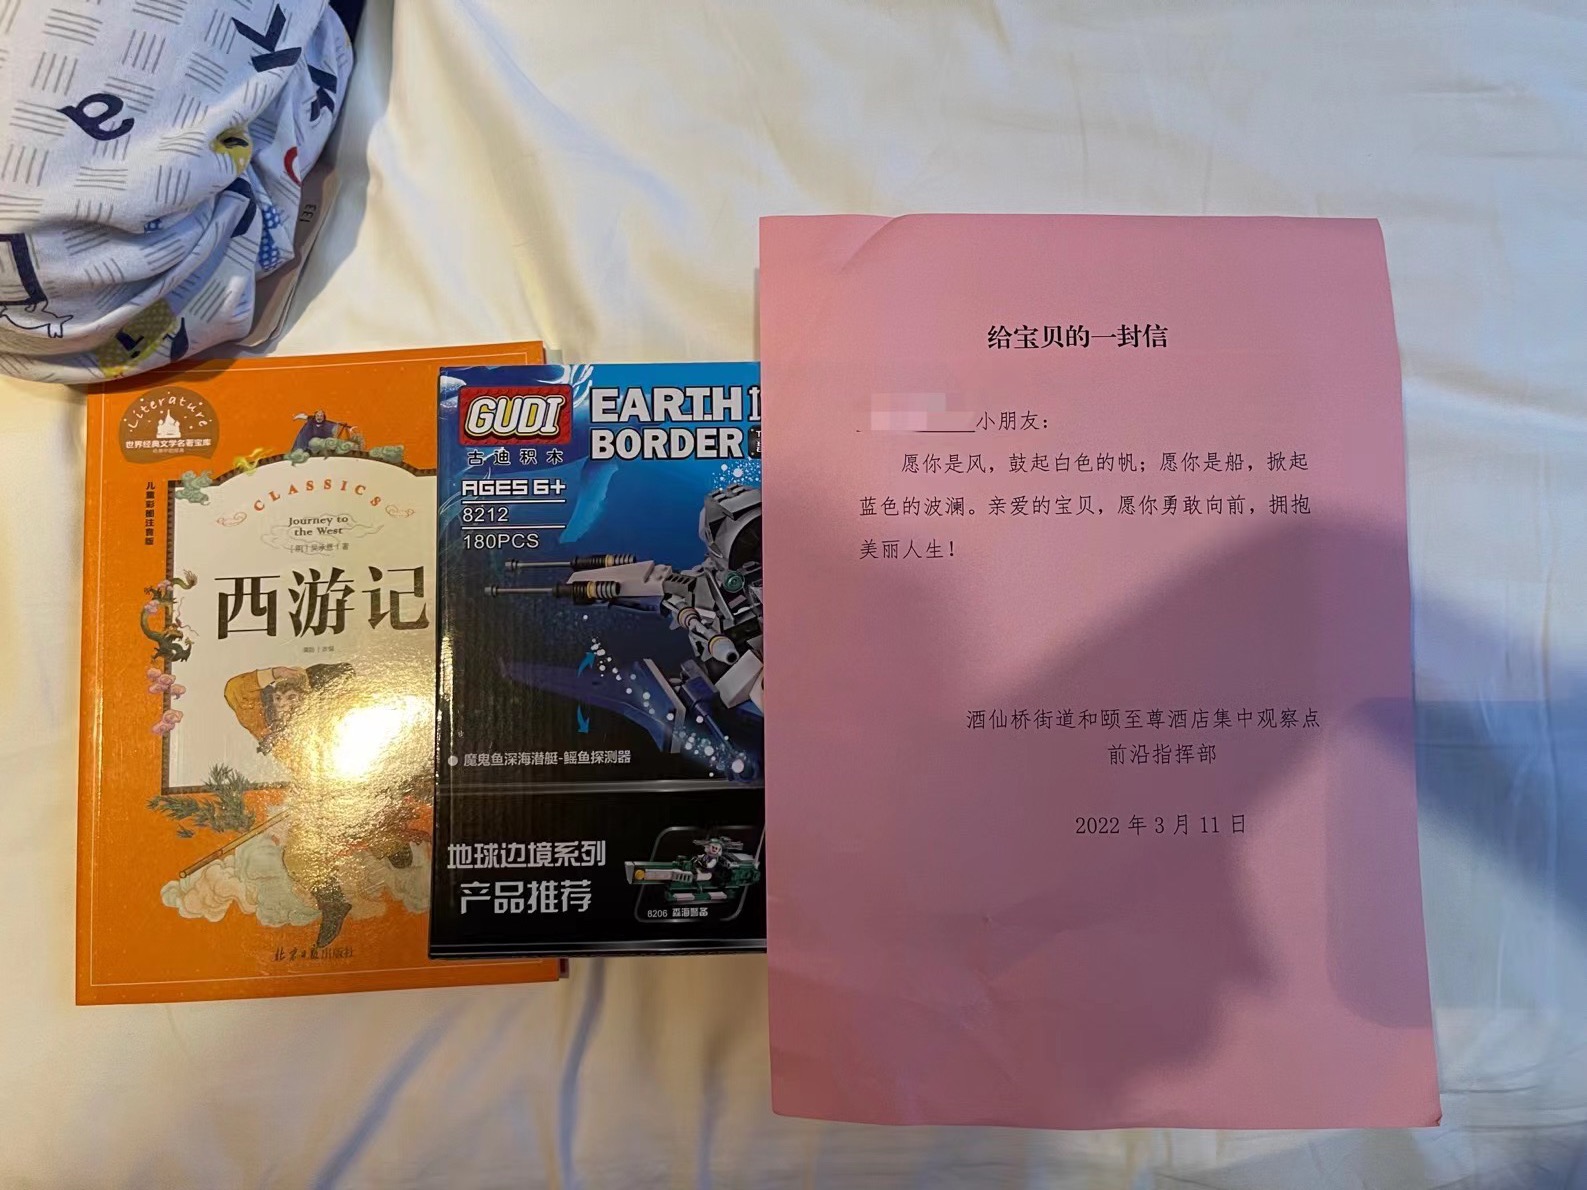 Literature
世界经典文学名著宝库
儿童彩图注音版
CLASSICS
Journey to
the West
[明]吴承恩 著
西游记
北京日报出版社
GUDI
古迪积木
EARTH
BORDER
AGES 6+
8212
180PCS
魔鬼鱼深海潜艇-鳐鱼探测器
地球边境系列
产品推荐
8206 森海警备
给宝贝的一封信
小朋友：
愿你是风，鼓起白色的帆；愿你是船，掀起
蓝色的波澜。亲爱的宝贝，愿你勇敢向前，拥抱
美丽人生！
酒仙桥街道和颐至尊酒店集中观察点
前沿指挥部
2022 年 3 月 11 日